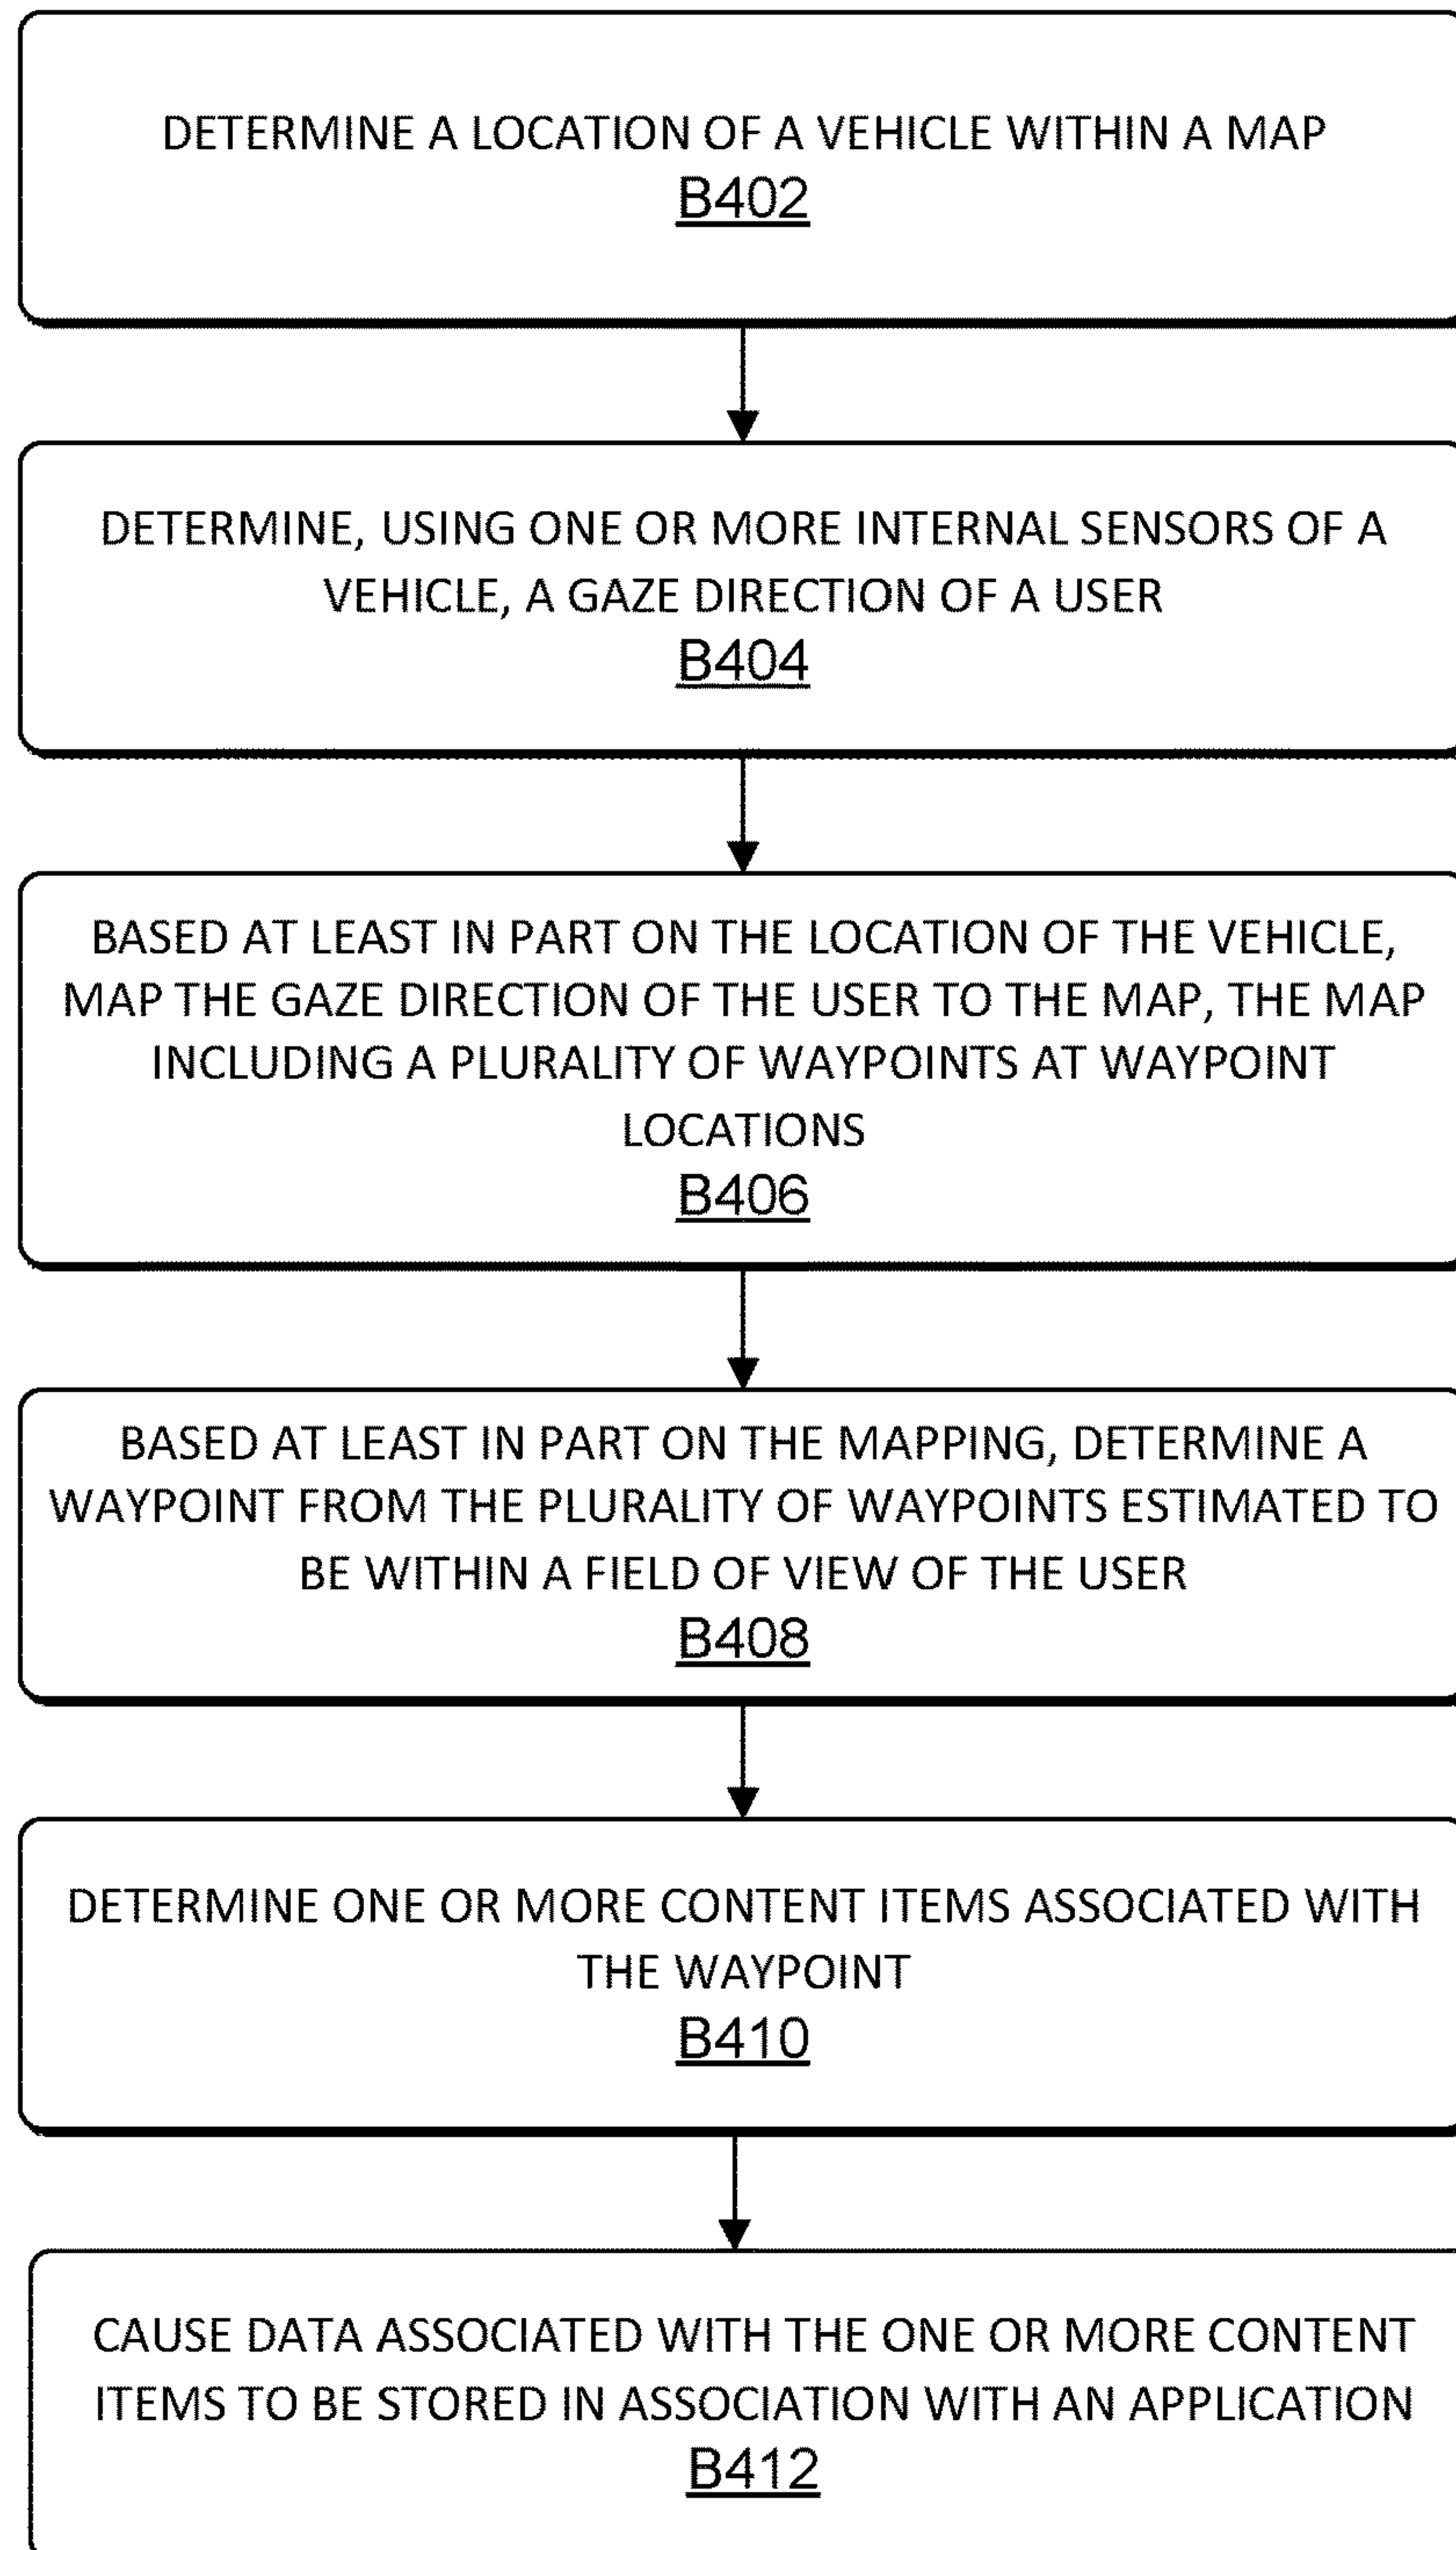 DETERMINE A LOCATION OF A VEHICLE WITHIN A MAP
B402
DETERMINE, USING ONE OR MORE INTERNAL SENSORS OF A
VEHICLE, A GAZE DIRECTION OF A USER
B404
BASED AT LEAST IN PART ON THE LOCATION OF THE VEHICLE,
MAP THE GAZE DIRECTION OF THE USER TO THE MAP, THE MAP
INCLUDING A PLURALITY OF WAYPOINTS AT WAYPOINT
LOCATIONS
B406
BASED AT LEAST IN PART ON THE MAPPING, DETERMINE A
WAYPOINT FROM THE PLURALITY OF WAYPOINTS ESTIMATED TO
BE WITHIN A FIELD OF VIEW OF THE USER
B408
DETERMINE ONE OR MORE CONTENT ITEMS ASSOCIATED WITH
THE WAYPOINT
B410
CAUSE DATA ASSOCIATED WITH THE ONE OR MORE CONTENT
ITEMS TO BE STORED IN ASSOCIATION WITH AN APPLICATION
B412